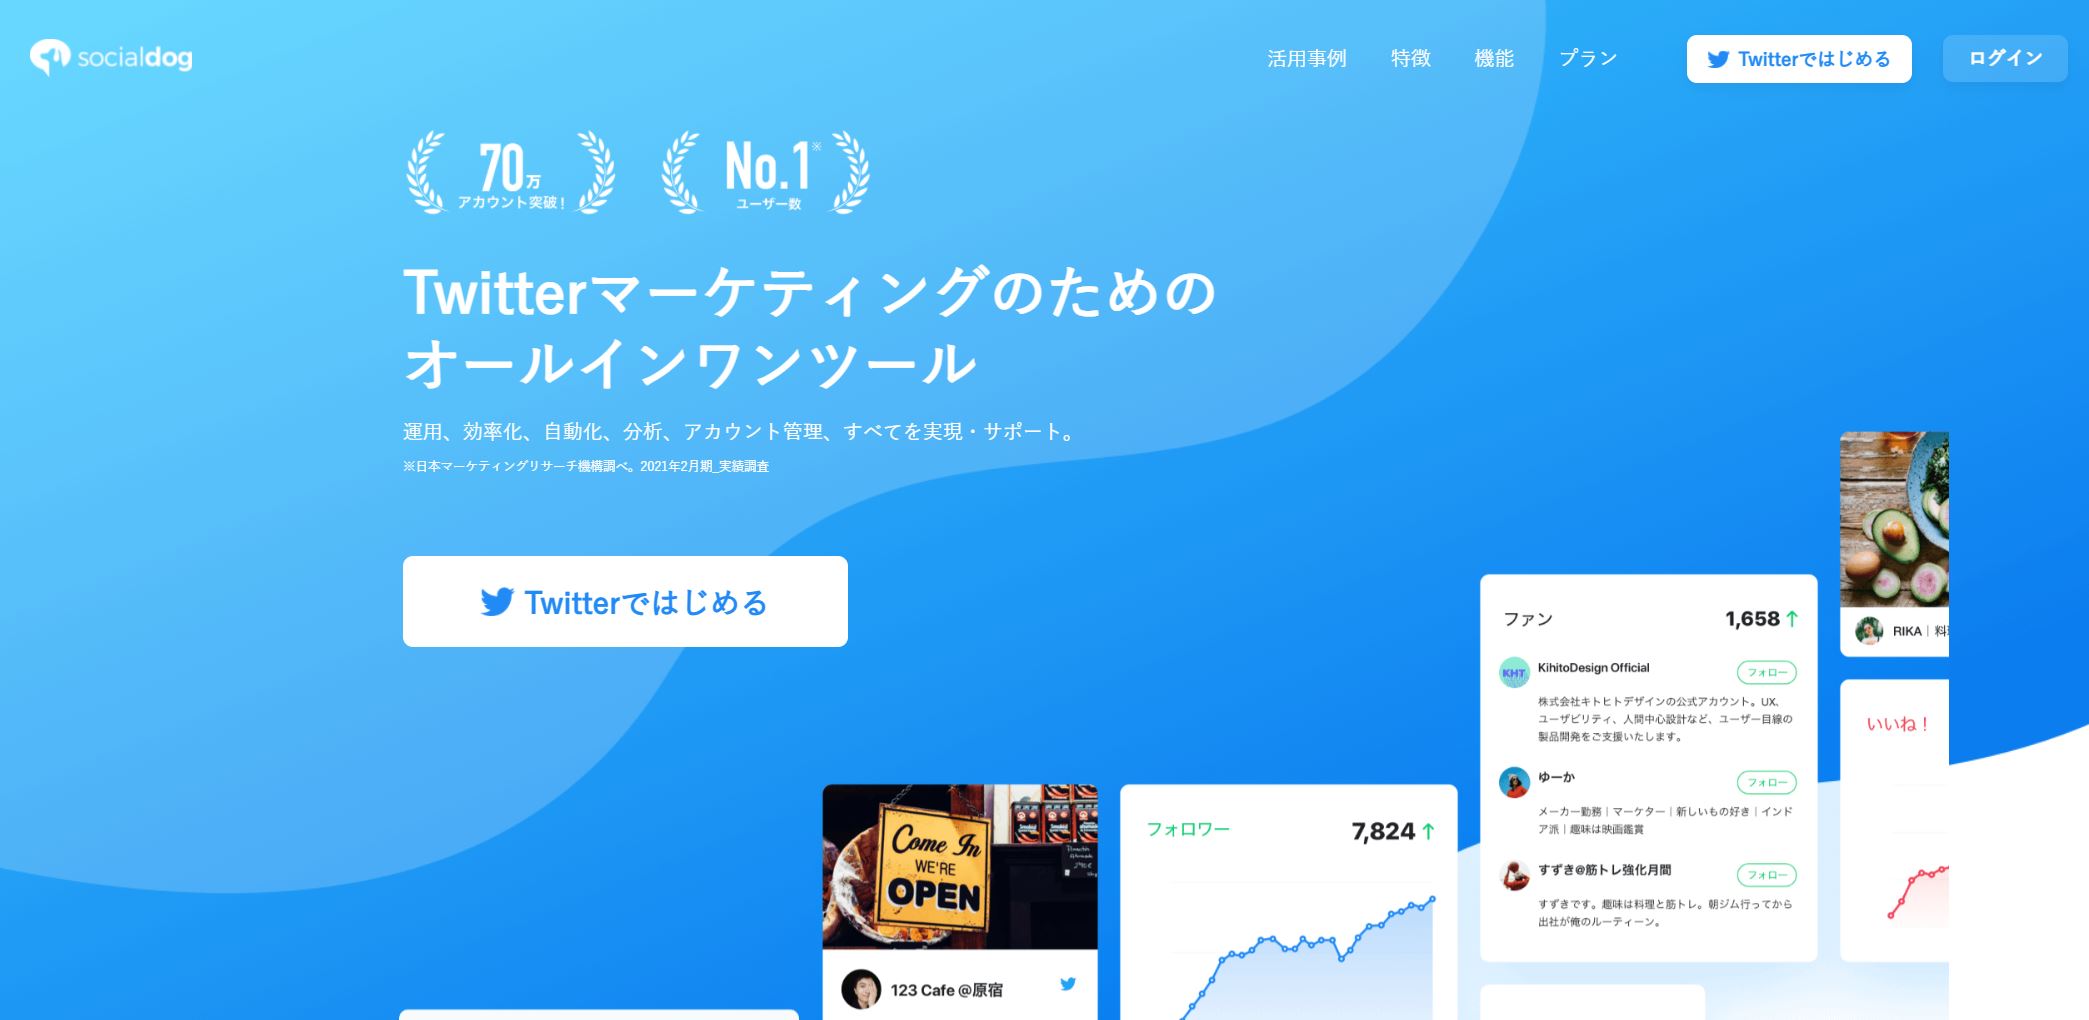 socialdog
活用事例
特徴
機能
プラン
Twitterではじめる
ログイン
70万
アカウント突破！
No.1※
ユーザー数
Twitterマーケティングのための
オールインワンツール
運用、効率化、自動化、分析、アカウント管理、すべてを実現・サポート。
※日本マーケティングリサーチ機構調べ。2021年2月期_実績調査
Twitterではじめる
RIKA｜料
ファン 1,658 ↑
KHT
KihitoDesign Official
フォロー
株式会社キトヒトデザインの公式アカウント。UX、
ユーザビリティ、人間中心設計など、ユーザー目線の
製品開発をご支援いたします。
ゆーか
フォロー
メーカー勤務｜マーケター｜新しいもの好き｜インド
ア派｜趣味は映画鑑賞
すずき@筋トレ強化月間
フォロー
すずきです。趣味は料理と筋トレ。朝ジム行ってから
出社が俺のルーティーン。
いいね！
Come In
WE'RE
OPEN
123 Cafe @原宿
フォロワー 7,824 ↑